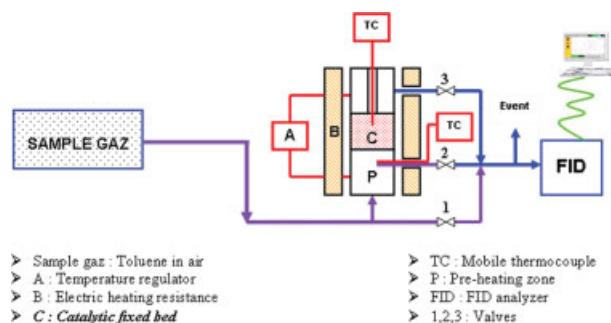 TC
3
Event
SAMPLE GAZ
A
B
C
TC
2
P
FID
1
➤ Sample gaz : Toluene in air
➤ A : Temperature regulator
➤ B : Electric heating resistance
➤ C : Catalytic fixed bed
➤ TC : Mobile thermocouple
➤ P : Pre-heating zone
➤ FID : FID analyzer
➤ 1,2,3 : Valves